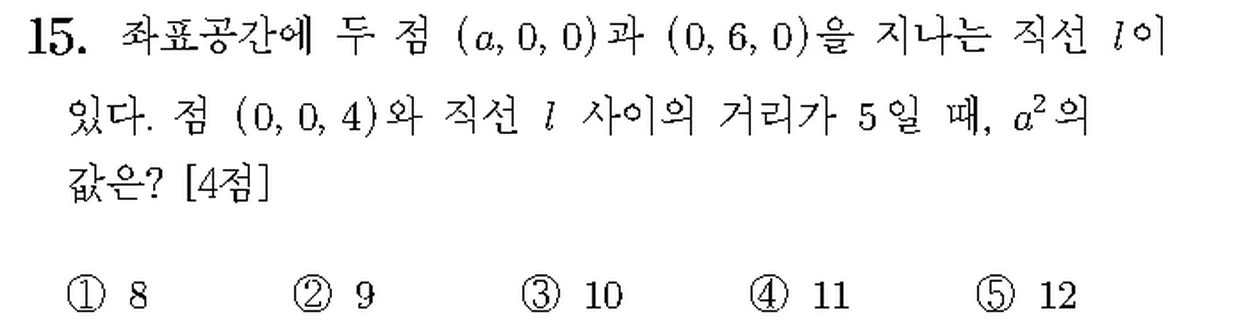 15. 좌표공간에 두 점 (a, 0, 0)과 (0, 6, 0)을 지나는 직선 l이
있다. 점 (0, 0, 4)와 직선 l 사이의 거리가 5일 때, a²의
값은? [4점]
① 8 ② 9 ③ 10 ④ 11 ⑤ 12